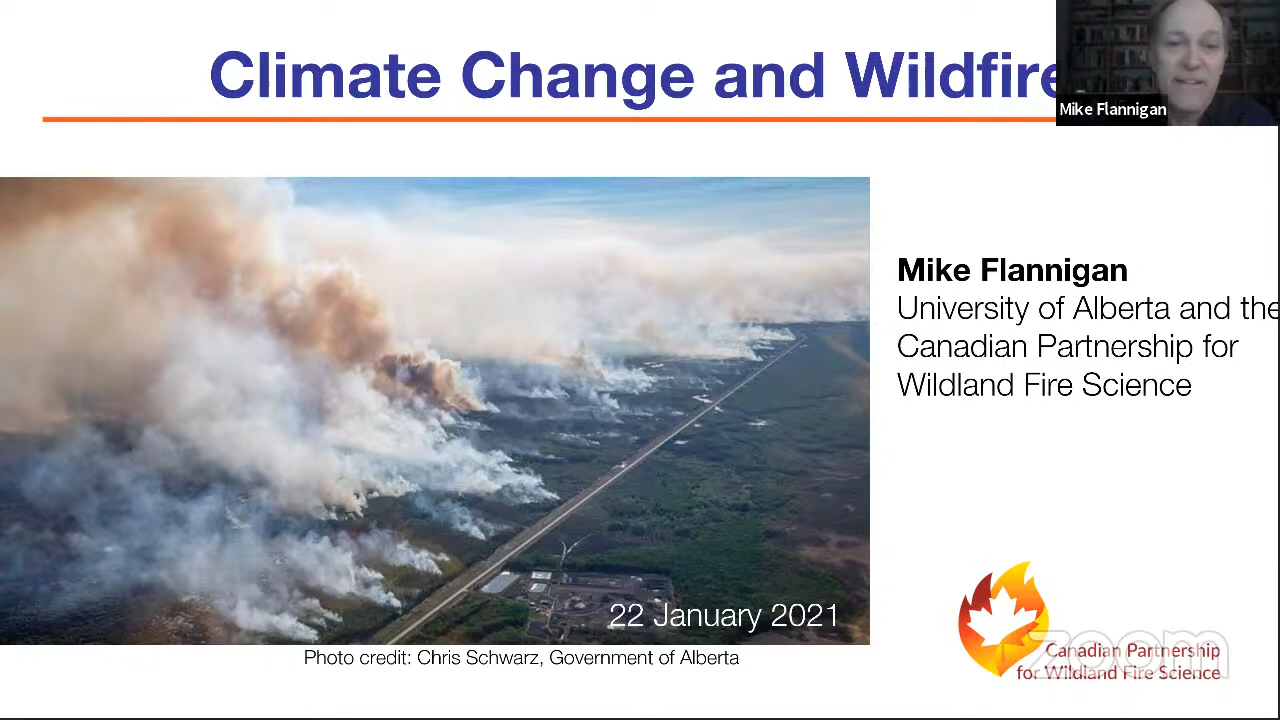 Climate Change and Wildfire
Mike Flannigan
Mike Flannigan
University of Alberta and the
Canadian Partnership for
Wildland Fire Science
22 January 2021
Photo credit: Chris Schwarz, Government of Alberta
zoom
Canadian Partnership
for Wildland Fire Science